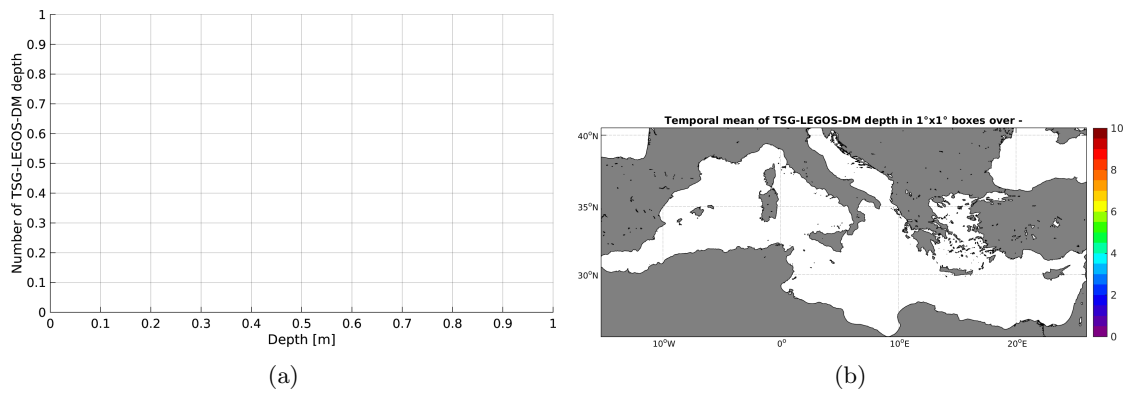 1
0.9
0.8
0.7
0.6
0.5
0.4
0.3
0.2
0.1
0
Number of TSG-LEGOS-DM depth
0 0.1 0.2 0.3 0.4 0.5 0.6 0.7 0.8 0.9 1
Depth [m]
(a)
Temporal mean of TSG-LEGOS-DM depth in 1°x1° boxes over -
40°N
35°N
30°N
10°W 0° 10°E 20°E
10
8
6
4
2
0
(b)